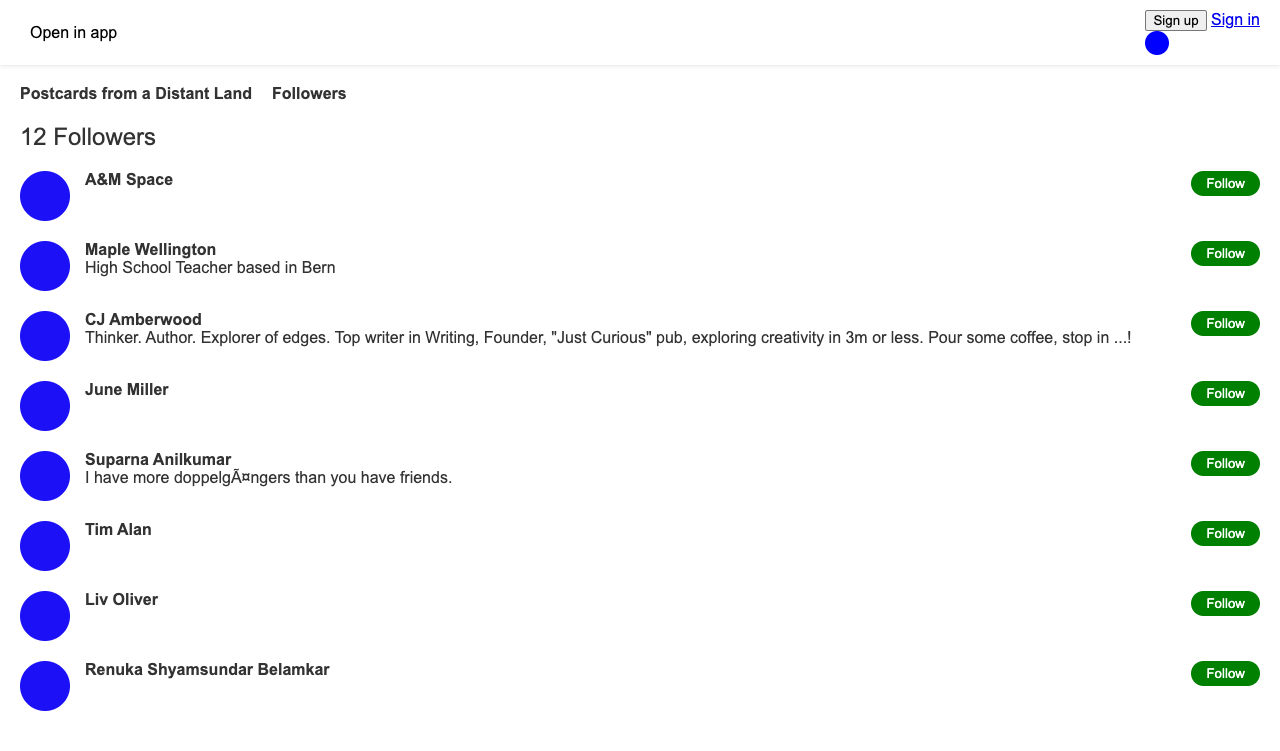 Open in app
Sign up Sign in
Postcards from a Distant Land Followers
12 Followers
A&M Space Follow
Maple Wellington Follow
High School Teacher based in Bern
CJ Amberwood Follow
Thinker. Author. Explorer of edges. Top writer in Writing, Founder, "Just Curious" pub, exploring creativity in 3m or less. Pour some coffee, stop in ...!
June Miller Follow
Suparna Anilkumar Follow
I have more doppelgÃ¤ngers than you have friends.
Tim Alan Follow
Liv Oliver Follow
Renuka Shyamsundar Belamkar Follow